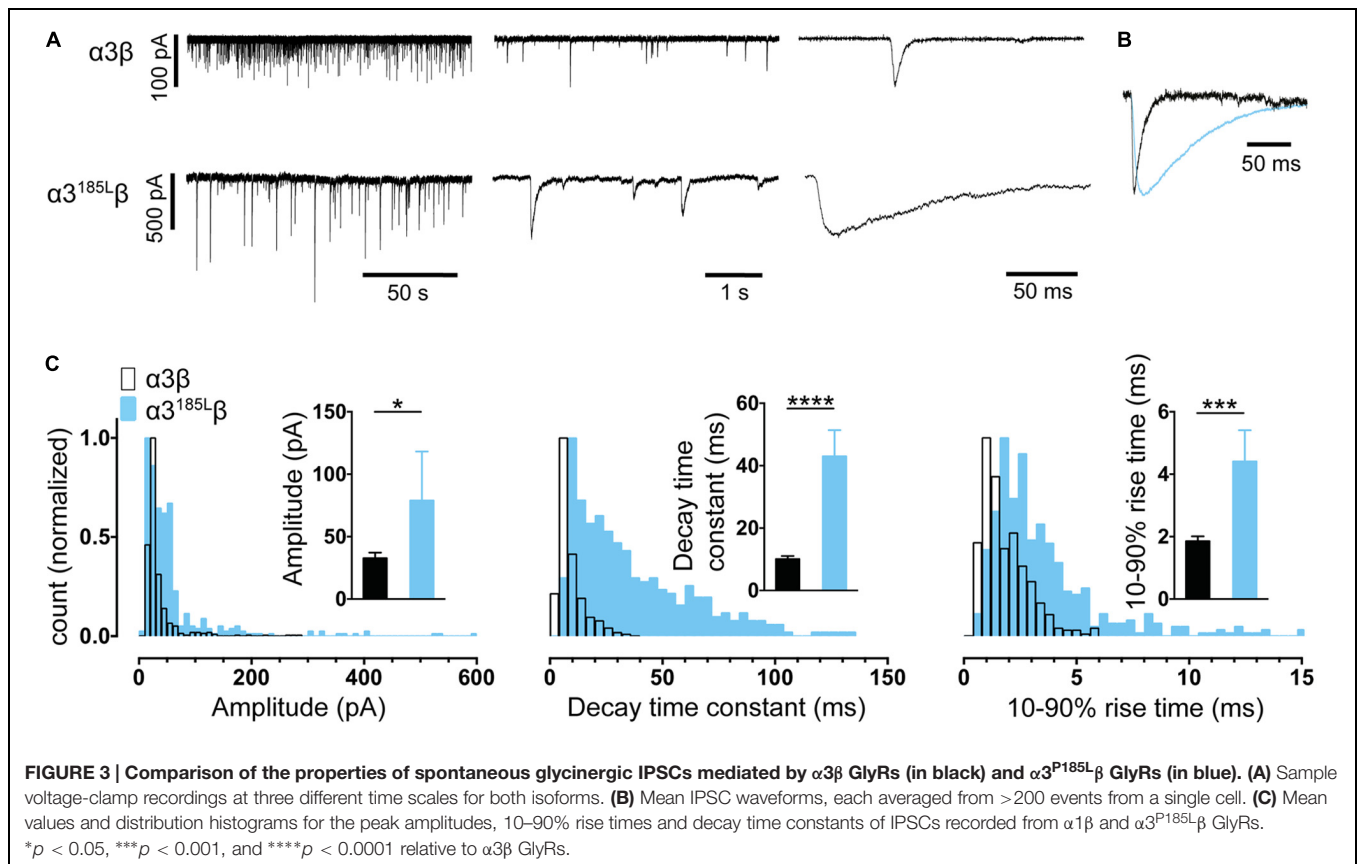 A
B
α3β
100 pA
50 ms
α3¹⁸⁵ᴸβ
500 pA
50 s
1 s
50 ms
C
α3β
α3¹⁸⁵ᴸβ
count (normalized)
1.0
0.5
0.0
0 200 400 600
Amplitude (pA)
Amplitude (pA)
150
100
50
0
*
0 50 100 150
Decay time constant (ms)
Decay time
constant (ms)
60
40
20
0
****
0 5 10 15
10-90% rise time (ms)
10-90% rise time (ms)
6
4
2
0
***
FIGURE 3 | Comparison of the properties of spontaneous glycinergic IPSCs mediated by α3β GlyRs (in black) and α3ᴾ¹⁸⁵ᴸβ GlyRs (in blue). (A) Sample
voltage-clamp recordings at three different time scales for both isoforms. (B) Mean IPSC waveforms, each averaged from >200 events from a single cell. (C) Mean
values and distribution histograms for the peak amplitudes, 10–90% rise times and decay time constants of IPSCs recorded from α1β and α3ᴾ¹⁸⁵ᴸβ GlyRs.
*p < 0.05, ***p < 0.001, and ****p < 0.0001 relative to α3β GlyRs.